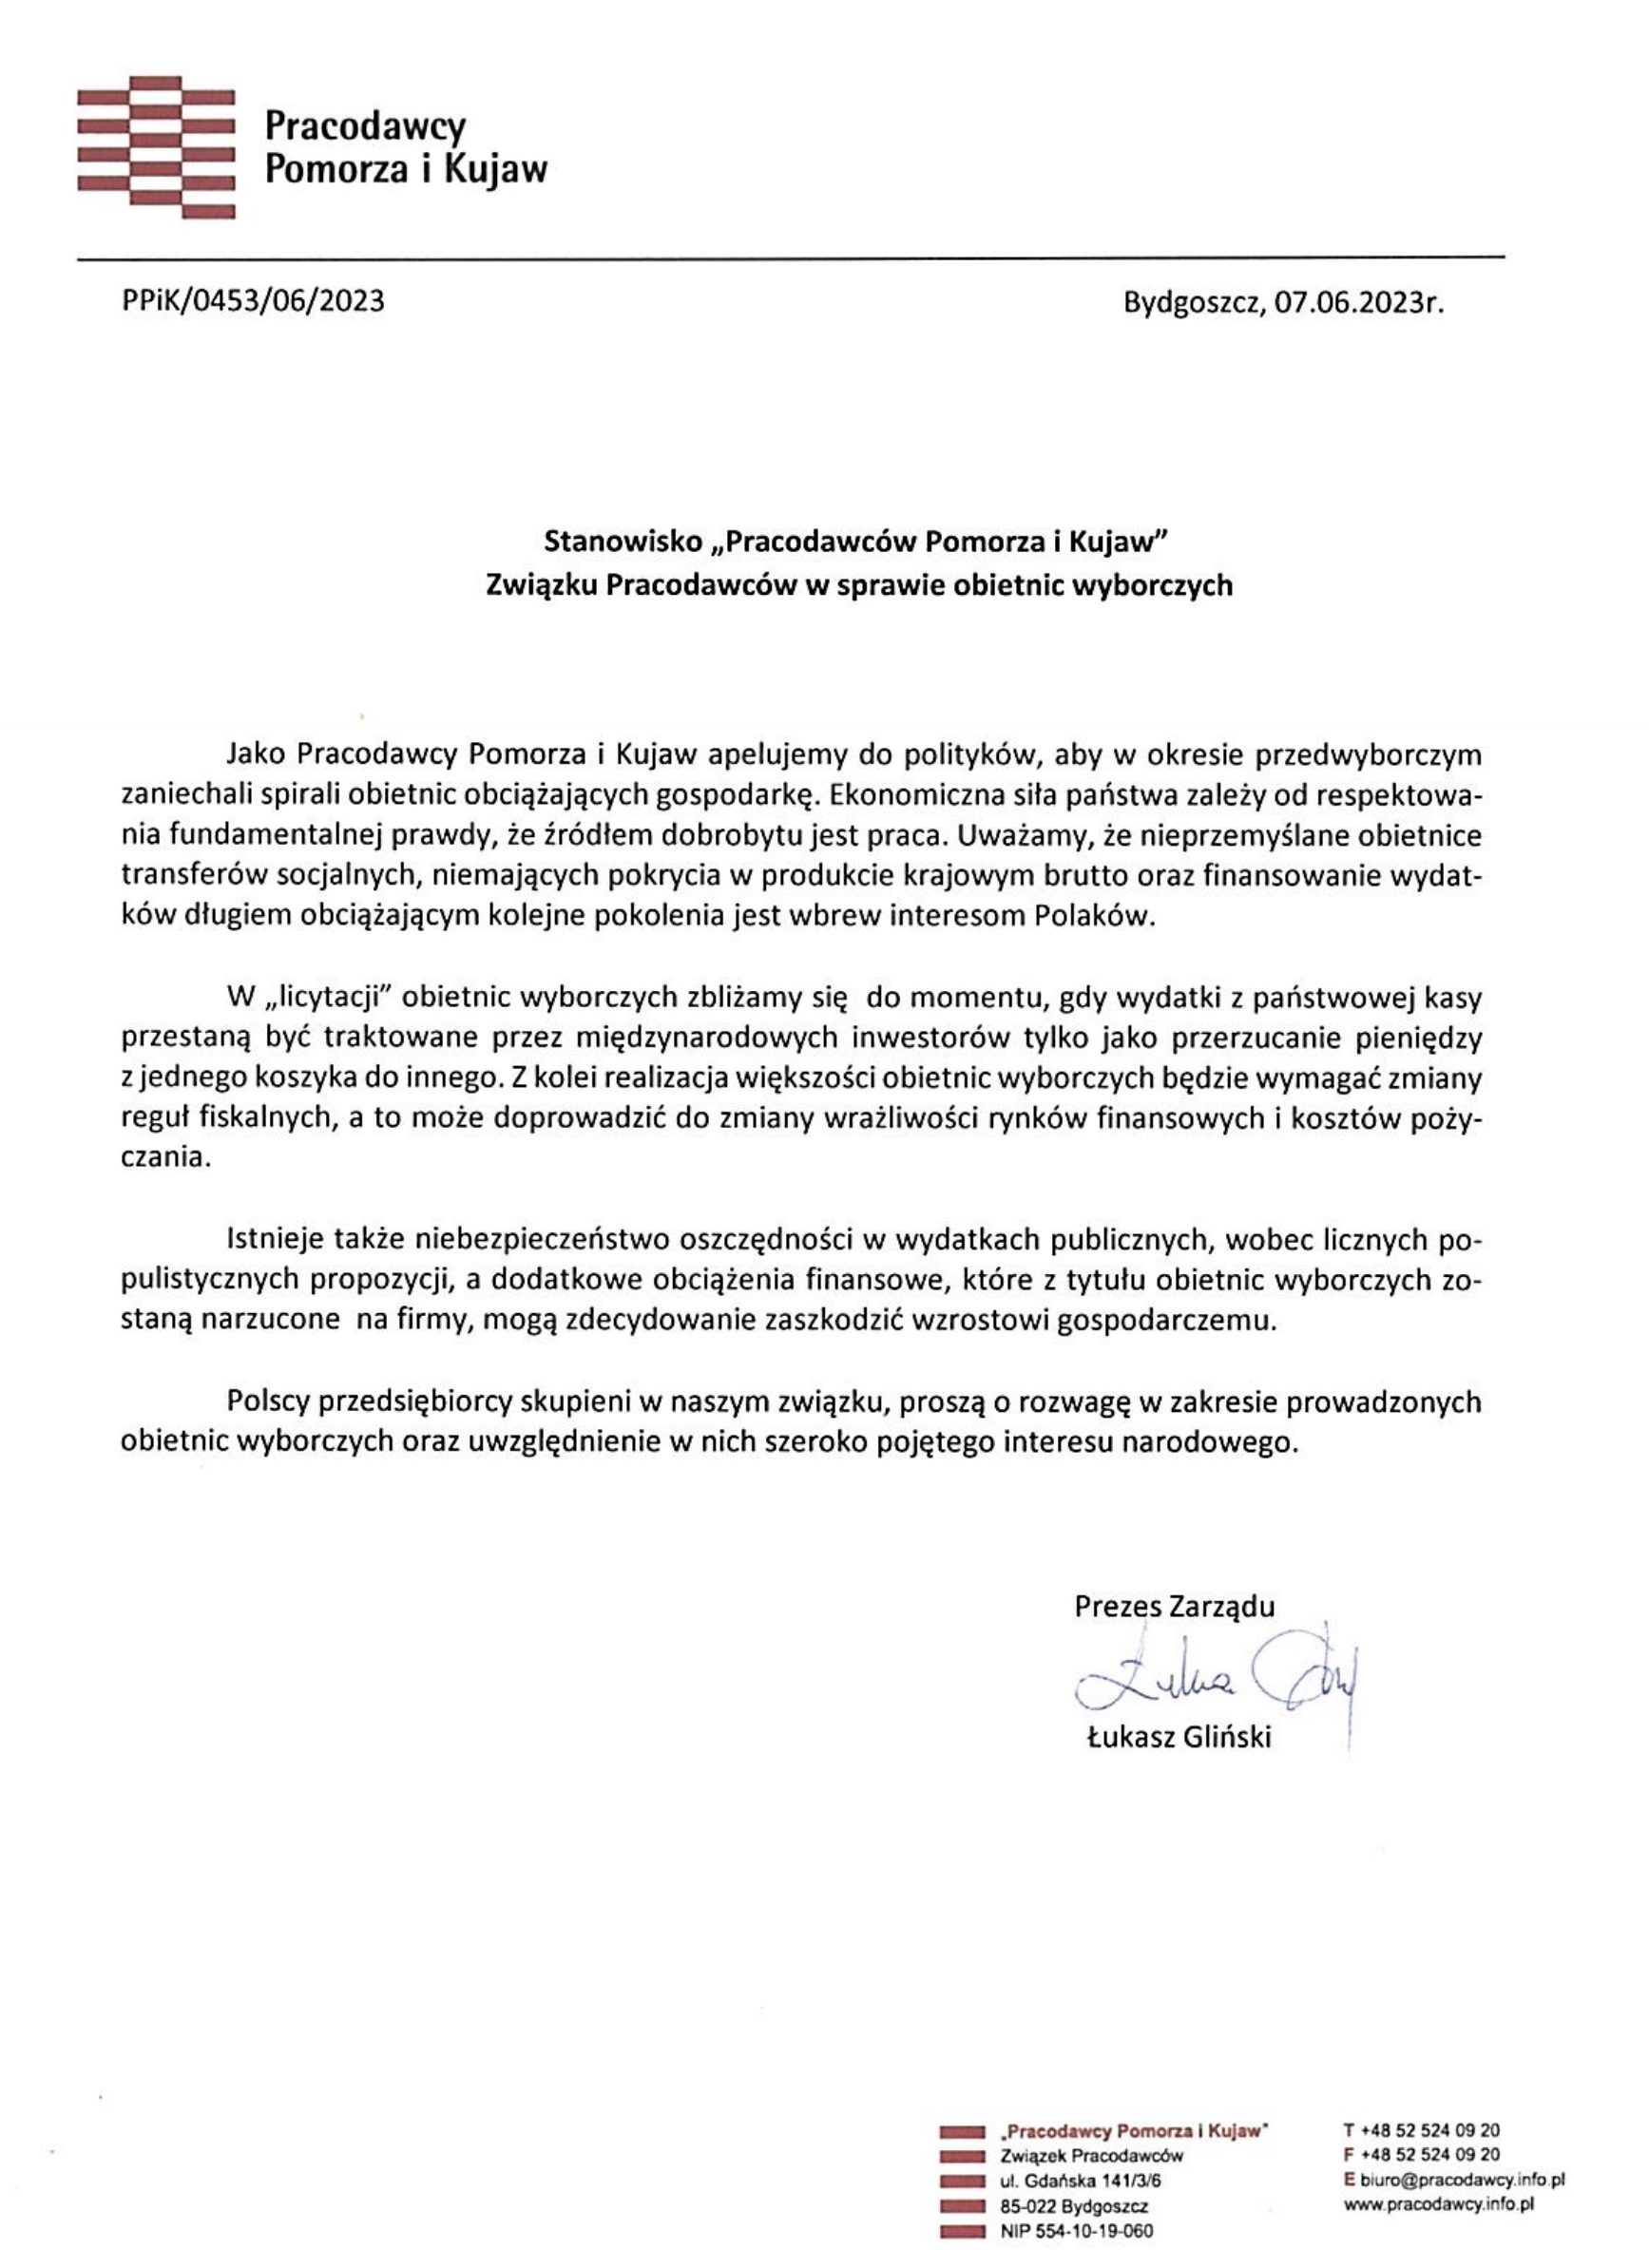 Pracodawcy
Pomorza i Kujaw
PPiK/0453/06/2023
Bydgoszcz, 07.06.2023r.
Stanowisko „Pracodawców Pomorza i Kujaw”
Związku Pracodawców w sprawie obietnic wyborczych
Jako Pracodawcy Pomorza i Kujaw apelujemy do polityków, aby w okresie przedwyborczym
zaniechali spirali obietnic obciążających gospodarkę. Ekonomiczna siła państwa zależy od respektowa-
nia fundamentalnej prawdy, że źródłem dobrobytu jest praca. Uważamy, że nieprzemyślane obietnice
transferów socjalnych, niemających pokrycia w produkcie krajowym brutto oraz finansowanie wydat-
ków długiem obciążającym kolejne pokolenia jest wbrew interesom Polaków.
W „licytacji” obietnic wyborczych zbliżamy się do momentu, gdy wydatki z państwowej kasy
przestaną być traktowane przez międzynarodowych inwestorów tylko jako przerzucanie pieniędzy
z jednego koszyka do innego. Z kolei realizacja większości obietnic wyborczych będzie wymagać zmiany
reguł fiskalnych, a to może doprowadzić do zmiany wrażliwości rynków finansowych i kosztów poży-
czania.
Istnieje także niebezpieczeństwo oszczędności w wydatkach publicznych, wobec licznych po-
pulistycznych propozycji, a dodatkowe obciążenia finansowe, które z tytułu obietnic wyborczych zo-
staną narzucone na firmy, mogą zdecydowanie zaszkodzić wzrostowi gospodarczemu.
Polscy przedsiębiorcy skupieni w naszym związku, proszą o rozwagę w zakresie prowadzonych
obietnic wyborczych oraz uwzględnienie w nich szeroko pojętego interesu narodowego.
Prezes Zarządu
Łukasz Gliński
„Pracodawcy Pomorza i Kujaw”
Związek Pracodawców
ul. Gdańska 141/3/6
85-022 Bydgoszcz
NIP 554-10-19-060
T +48 52 524 09 20
F +48 52 524 09 20
E biuro@pracodawcy.info.pl
www.pracodawcy.info.pl